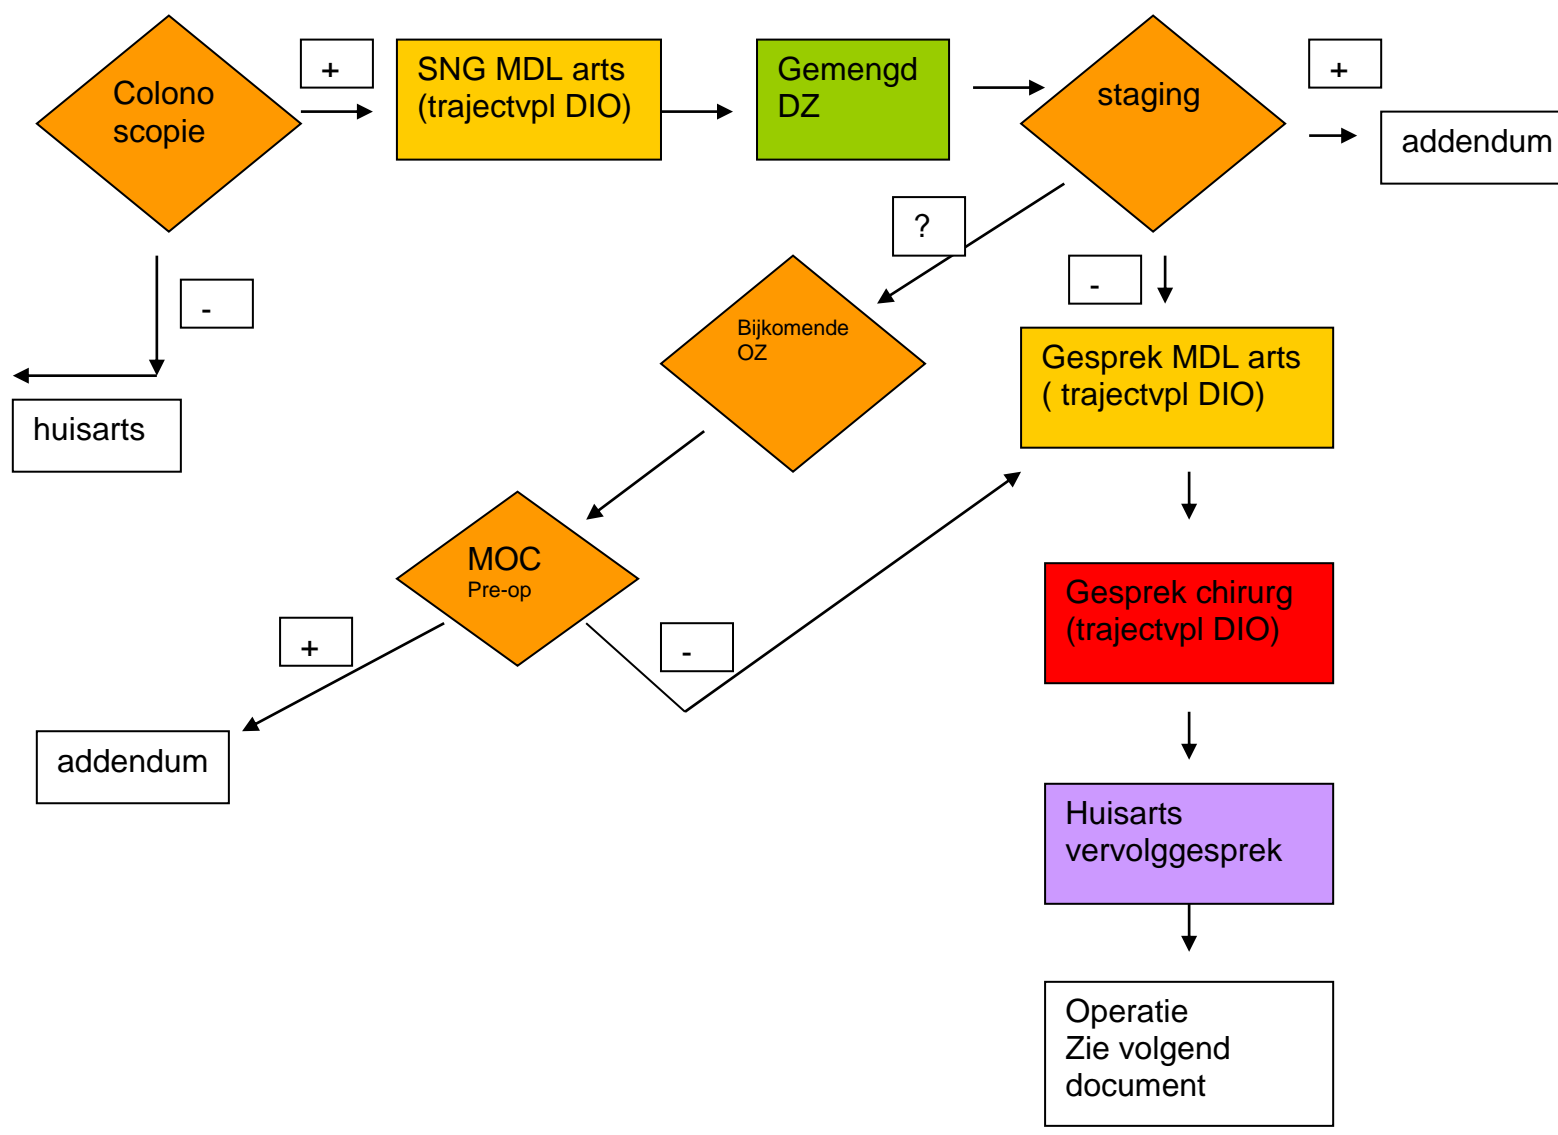 Colono
scopie
+
SNG MDL arts
(trajectvpl DIO)
Gemengd
DZ
staging
+
addendum
?
-
-
huisarts
Bijkomende
OZ
Gesprek MDL arts
( trajectvpl DIO)
MOC
Pre-op
+
-
addendum
Gesprek chirurg
(trajectvpl DIO)
Huisarts
vervolggesprek
Operatie
Zie volgend
document